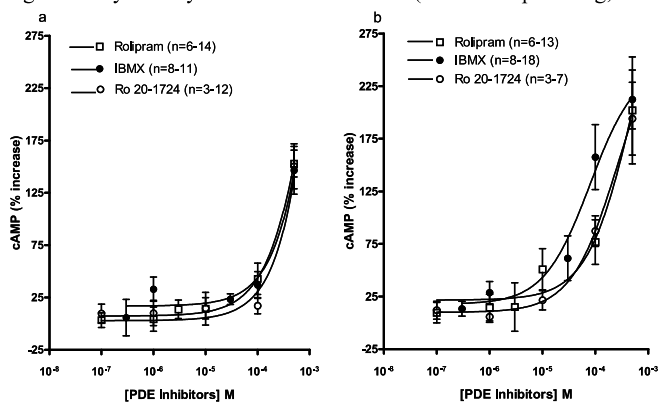 a
Rolipram (n=6-14)
IBMX (n=8-11)
Ro 20-1724 (n=3-12)
cAMP (% increase)
275
225
175
125
75
25
-25
10-8
10-7
10-6
10-5
10-4
10-3
[PDE Inhibitors] M
b
Rolipram (n=6-13)
IBMX (n=8-18)
Ro 20-1724 (n=3-7)
cAMP (% increase)
275
225
175
125
75
25
-25
10-8
10-7
10-6
10-5
10-4
10-3
[PDE Inhibitors] M